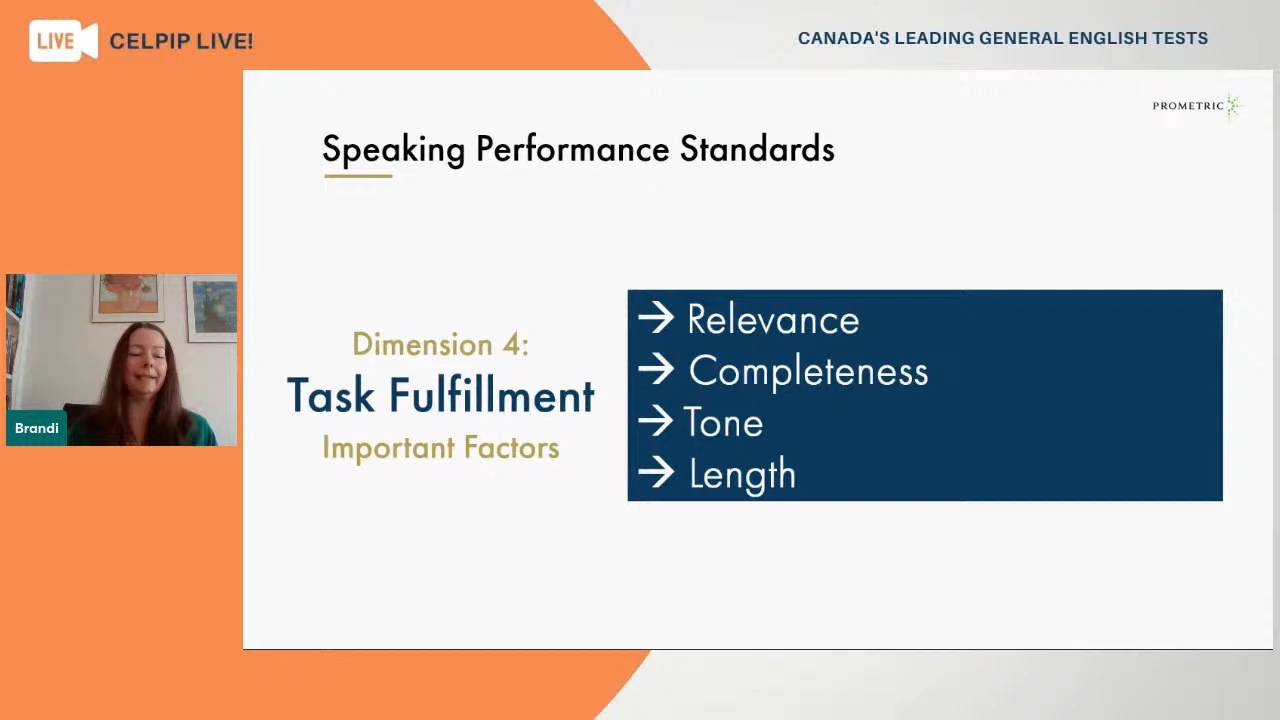 LIVE CELPIP LIVE!
CANADA'S LEADING GENERAL ENGLISH TESTS
PROMETRIC
Speaking Performance Standards
Dimension 4:
Task Fulfillment
Important Factors
→ Relevance
→ Completeness
→ Tone
→ Length
Brandi